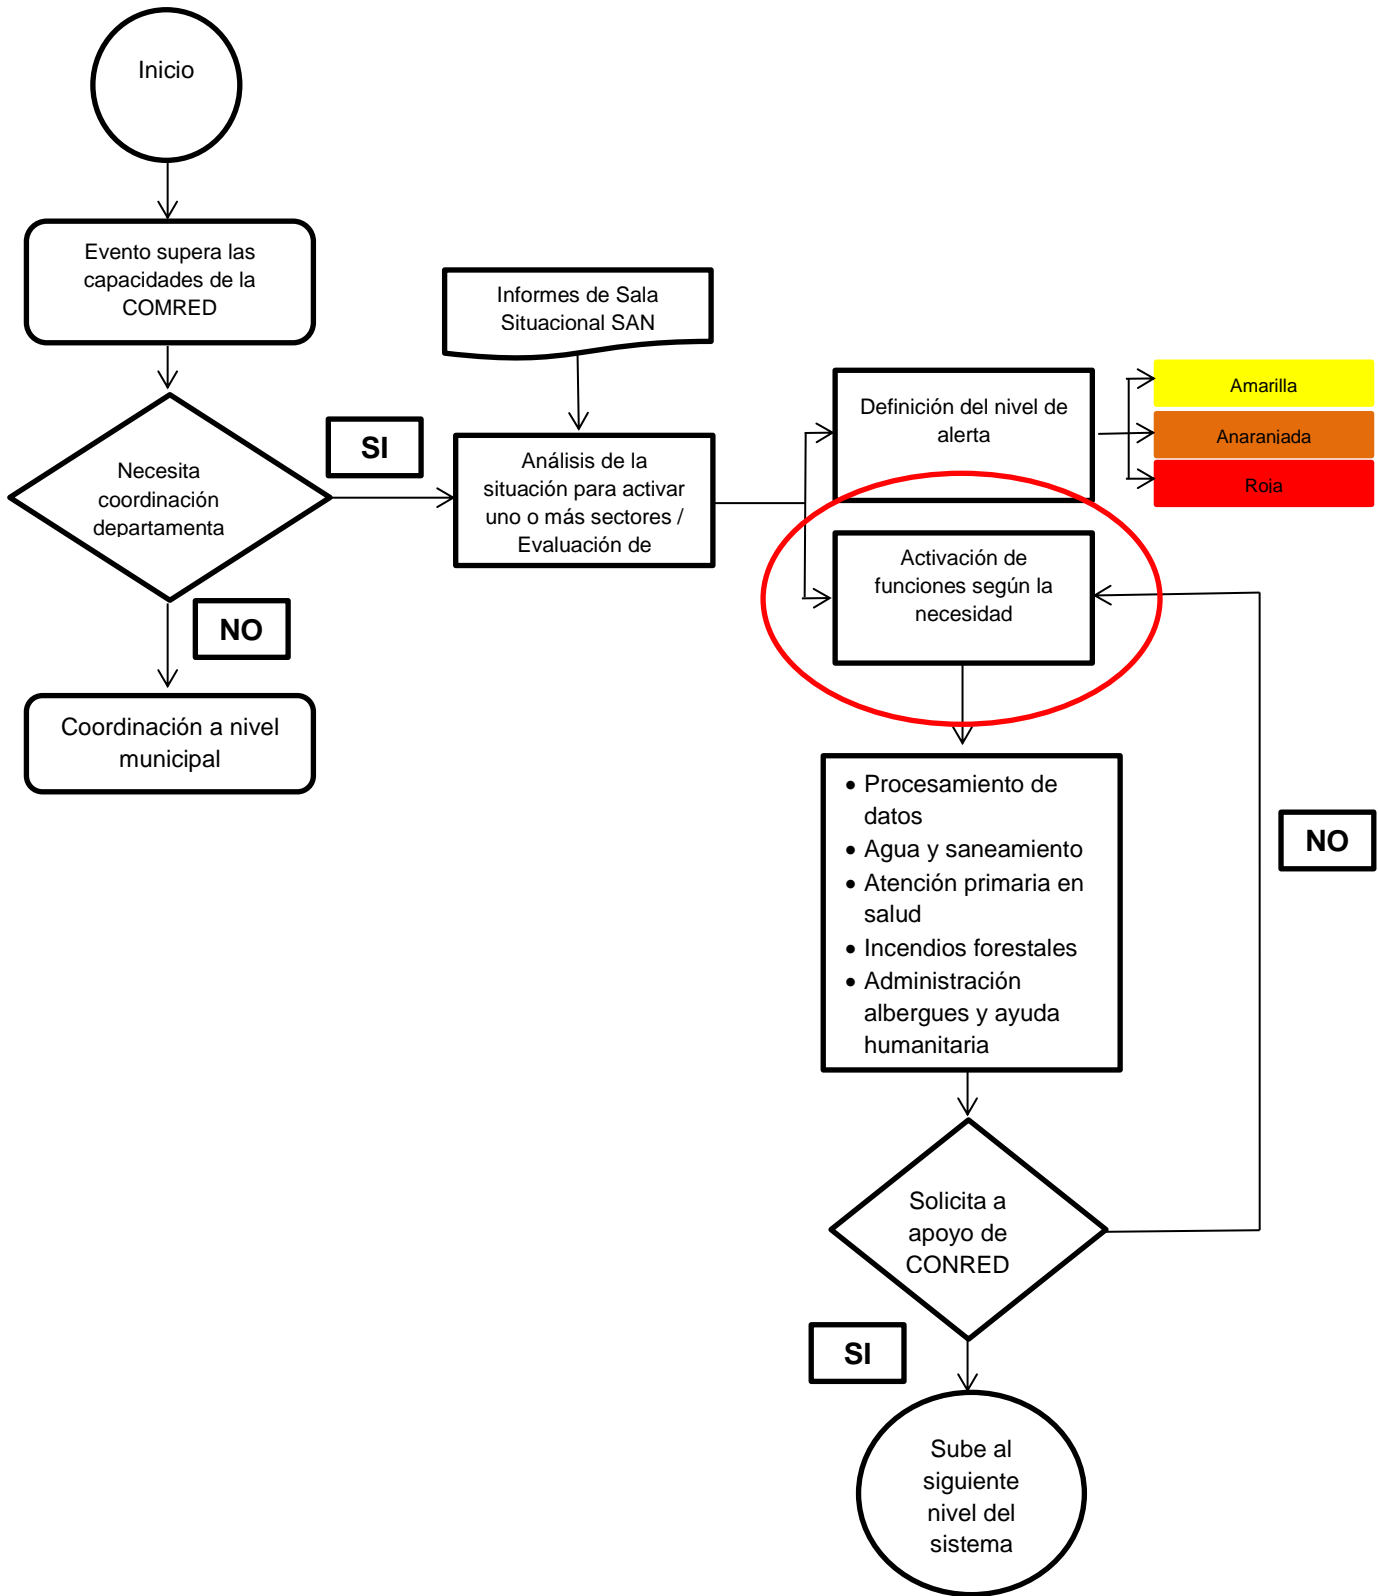 Inicio
Evento supera las
capacidades de la
COMRED
Necesita
coordinación
departamenta
SI
NO
Coordinación a nivel
municipal
Informes de Sala
Situacional SAN
Análisis de la
situación para activar
uno o más sectores /
Evaluación de
Definición del nivel de
alerta
Amarilla
Anaranjada
Roja
Activación de
funciones según la
necesidad
• Procesamiento de
datos
• Agua y saneamiento
• Atención primaria en
salud
• Incendios forestales
• Administración
albergues y ayuda
humanitaria
NO
Solicita a
apoyo de
CONRED
SI
Sube al
siguiente
nivel del
sistema